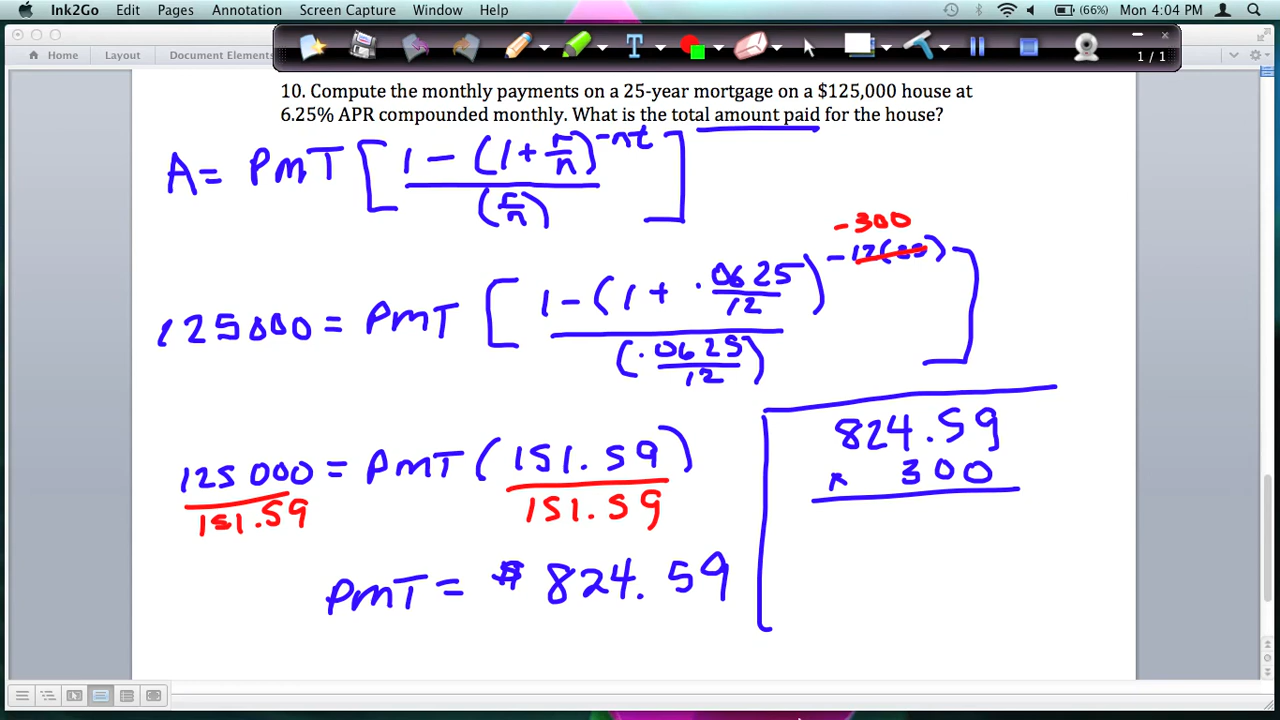 Ink2Go Edit Pages Annotation Screen Capture Window Help (66%) Mon 4:04 PM
Home Layout Document Elements
T
1 / 1
10. Compute the monthly payments on a 25-year mortgage on a $125,000 house at
6.25% APR compounded monthly. What is the total amount paid for the house?
A = PmT [ 1 - (1 + r/n)^-nt / (r/n) ]
-300
125000 = PmT [ 1 - (1 + .0625/12)^-12(25) / (.0625/12) ]
125000 = PmT (151.59)
151.59 151.59
PmT = $ 824.59
824.59
x 300